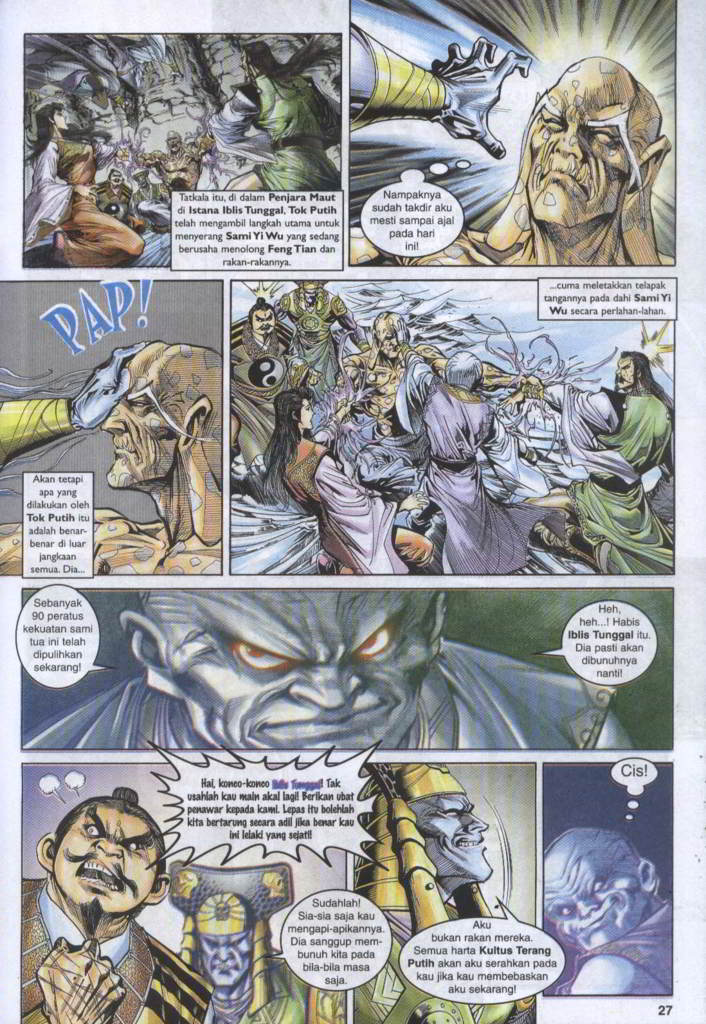 Tatkala itu, di dalam Penjara Maut
di Istana Iblis Tunggal, Tok Putih
telah mengambil langkah utama untuk
menyerang Sami Yi Wu yang sedang
berusaha menolong Feng Tian dan
rakan-rakannya.
Nampaknya
sudah takdir aku
mesti sampai ajal
pada hari
ini!
PAP!
Akan tetapi
apa yang
dilakukan oleh
Tok Putih itu
adalah benar-
benar di luar
jangkaan
semua. Dia...
...cuma meletakkan telapak
tangannya pada dahi Sami Yi
Wu secara perlahan-lahan.
Sebanyak
90 peratus
kekuatan sami
tua ini telah
dipulihkan
sekarang!
Heh,
heh...! Habis
Iblis Tunggal itu.
Dia pasti akan
dibunuhnya
nanti!
Hai, konco-konco Iblis Tunggal! Tak
usahlah kau main akal lagi! Berikan ubat
penawar kepada kami. Lepas itu bolehlah
kita bertarung secara adil jika benar kau
ini lelaki yang sejati!
Sudahlah!
Sia-sia saja kau
mengapi-apikannya.
Dia sanggup mem-
bunuh kita pada
bila-bila masa
saja.
Aku
bukan rakan mereka.
Semua harta Kultus Terang
Putih akan aku serahkan pada
kau jika kau membebaskan
aku sekarang!
Cis!
27